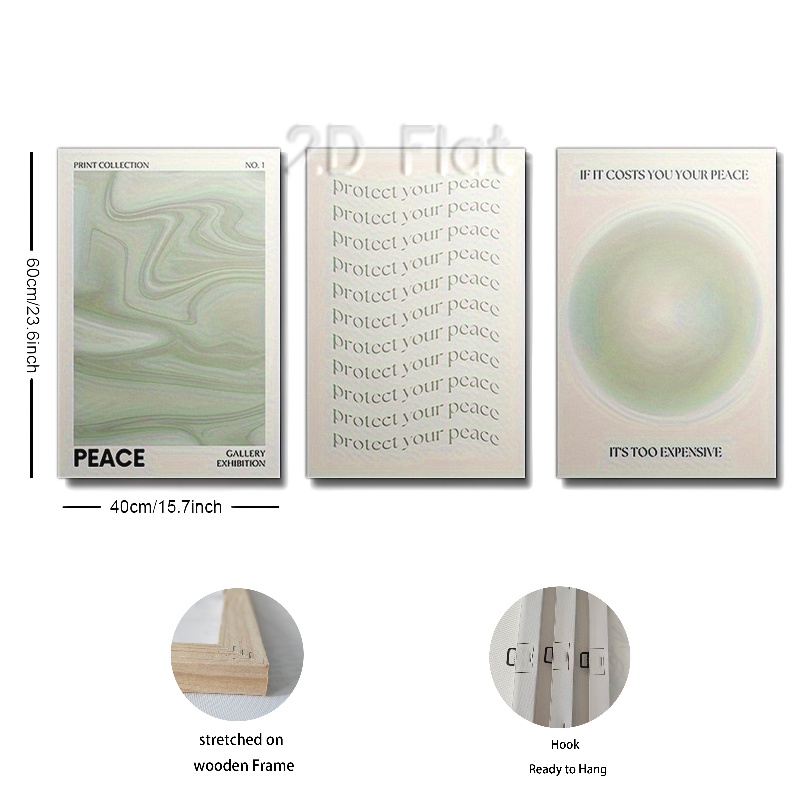 2D Flat
PRINT COLLECTION
NO. 1
PEACE
GALLERY
EXHIBITION
protect your peace
protect your peace
protect your peace
protect your peace
protect your peace
protect your peace
protect your peace
protect your peace
protect your peace
protect your peace
protect your peace
IF IT COSTS YOU YOUR PEACE
IT'S TOO EXPENSIVE
60cm/23.6inch
40cm/15.7inch
stretched on
wooden Frame
Hook
Ready to Hang